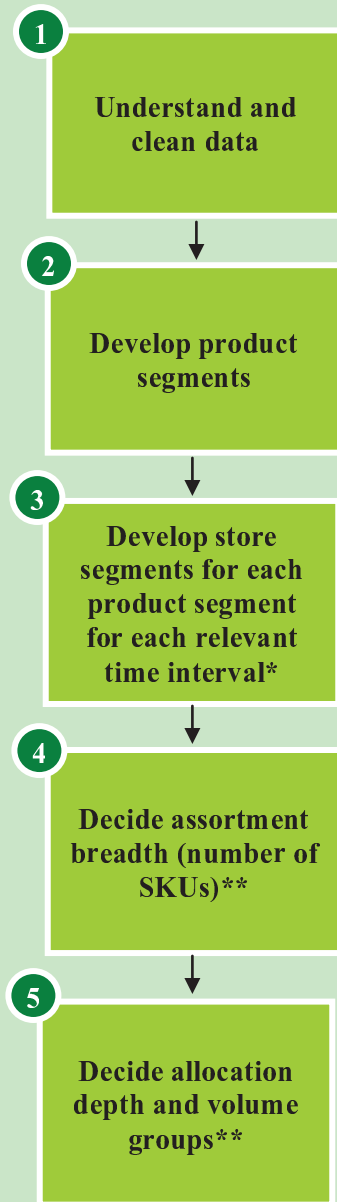 1
Understand and
clean data
2
Develop product
segments
3
Develop store
segments for each
product segment
for each relevant
time interval*
4
Decide assortment
breadth (number of
SKUs)**
5
Decide allocation
depth and volume
groups**